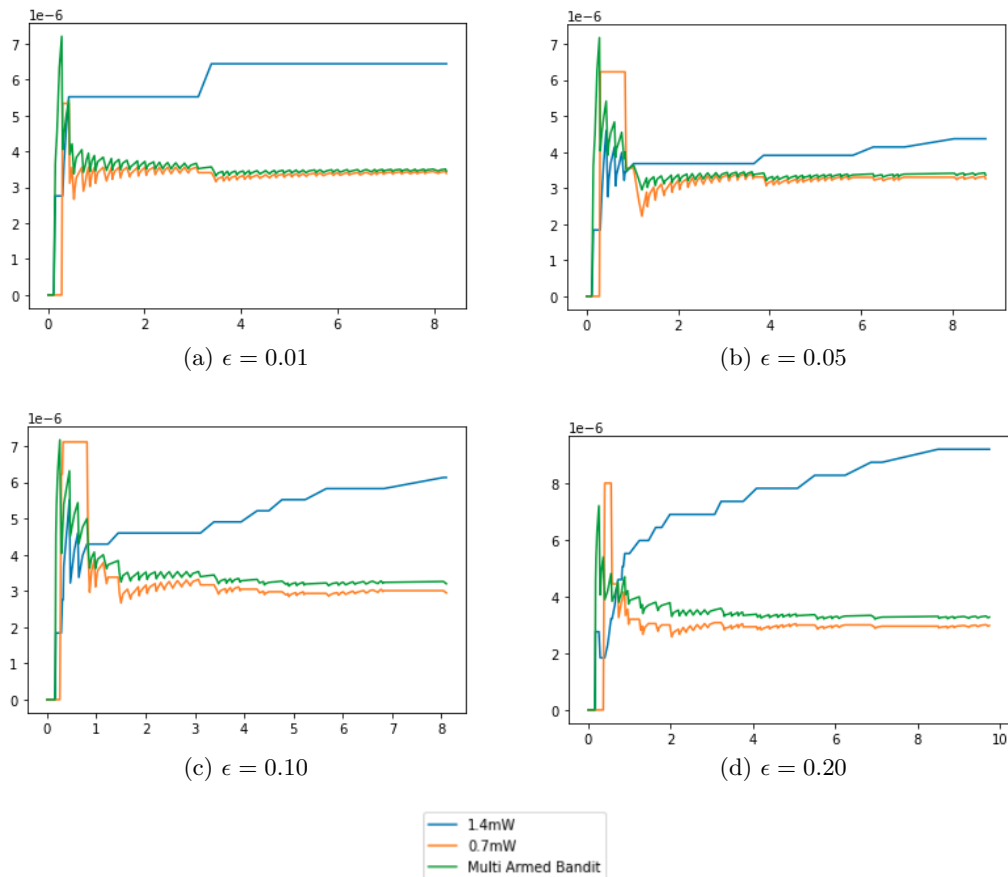 1e−6
7
6
5
4
3
2
1
0
0 2 4 6 8
(a) ϵ = 0.01
1e−6
7
6
5
4
3
2
1
0
0 2 4 6 8
(b) ϵ = 0.05
1e−6
7
6
5
4
3
2
1
0
0 1 2 3 4 5 6 7 8
(c) ϵ = 0.10
1e−6
8
6
4
2
0
0 2 4 6 8 10
(d) ϵ = 0.20
1.4mW
0.7mW
Multi Armed Bandit